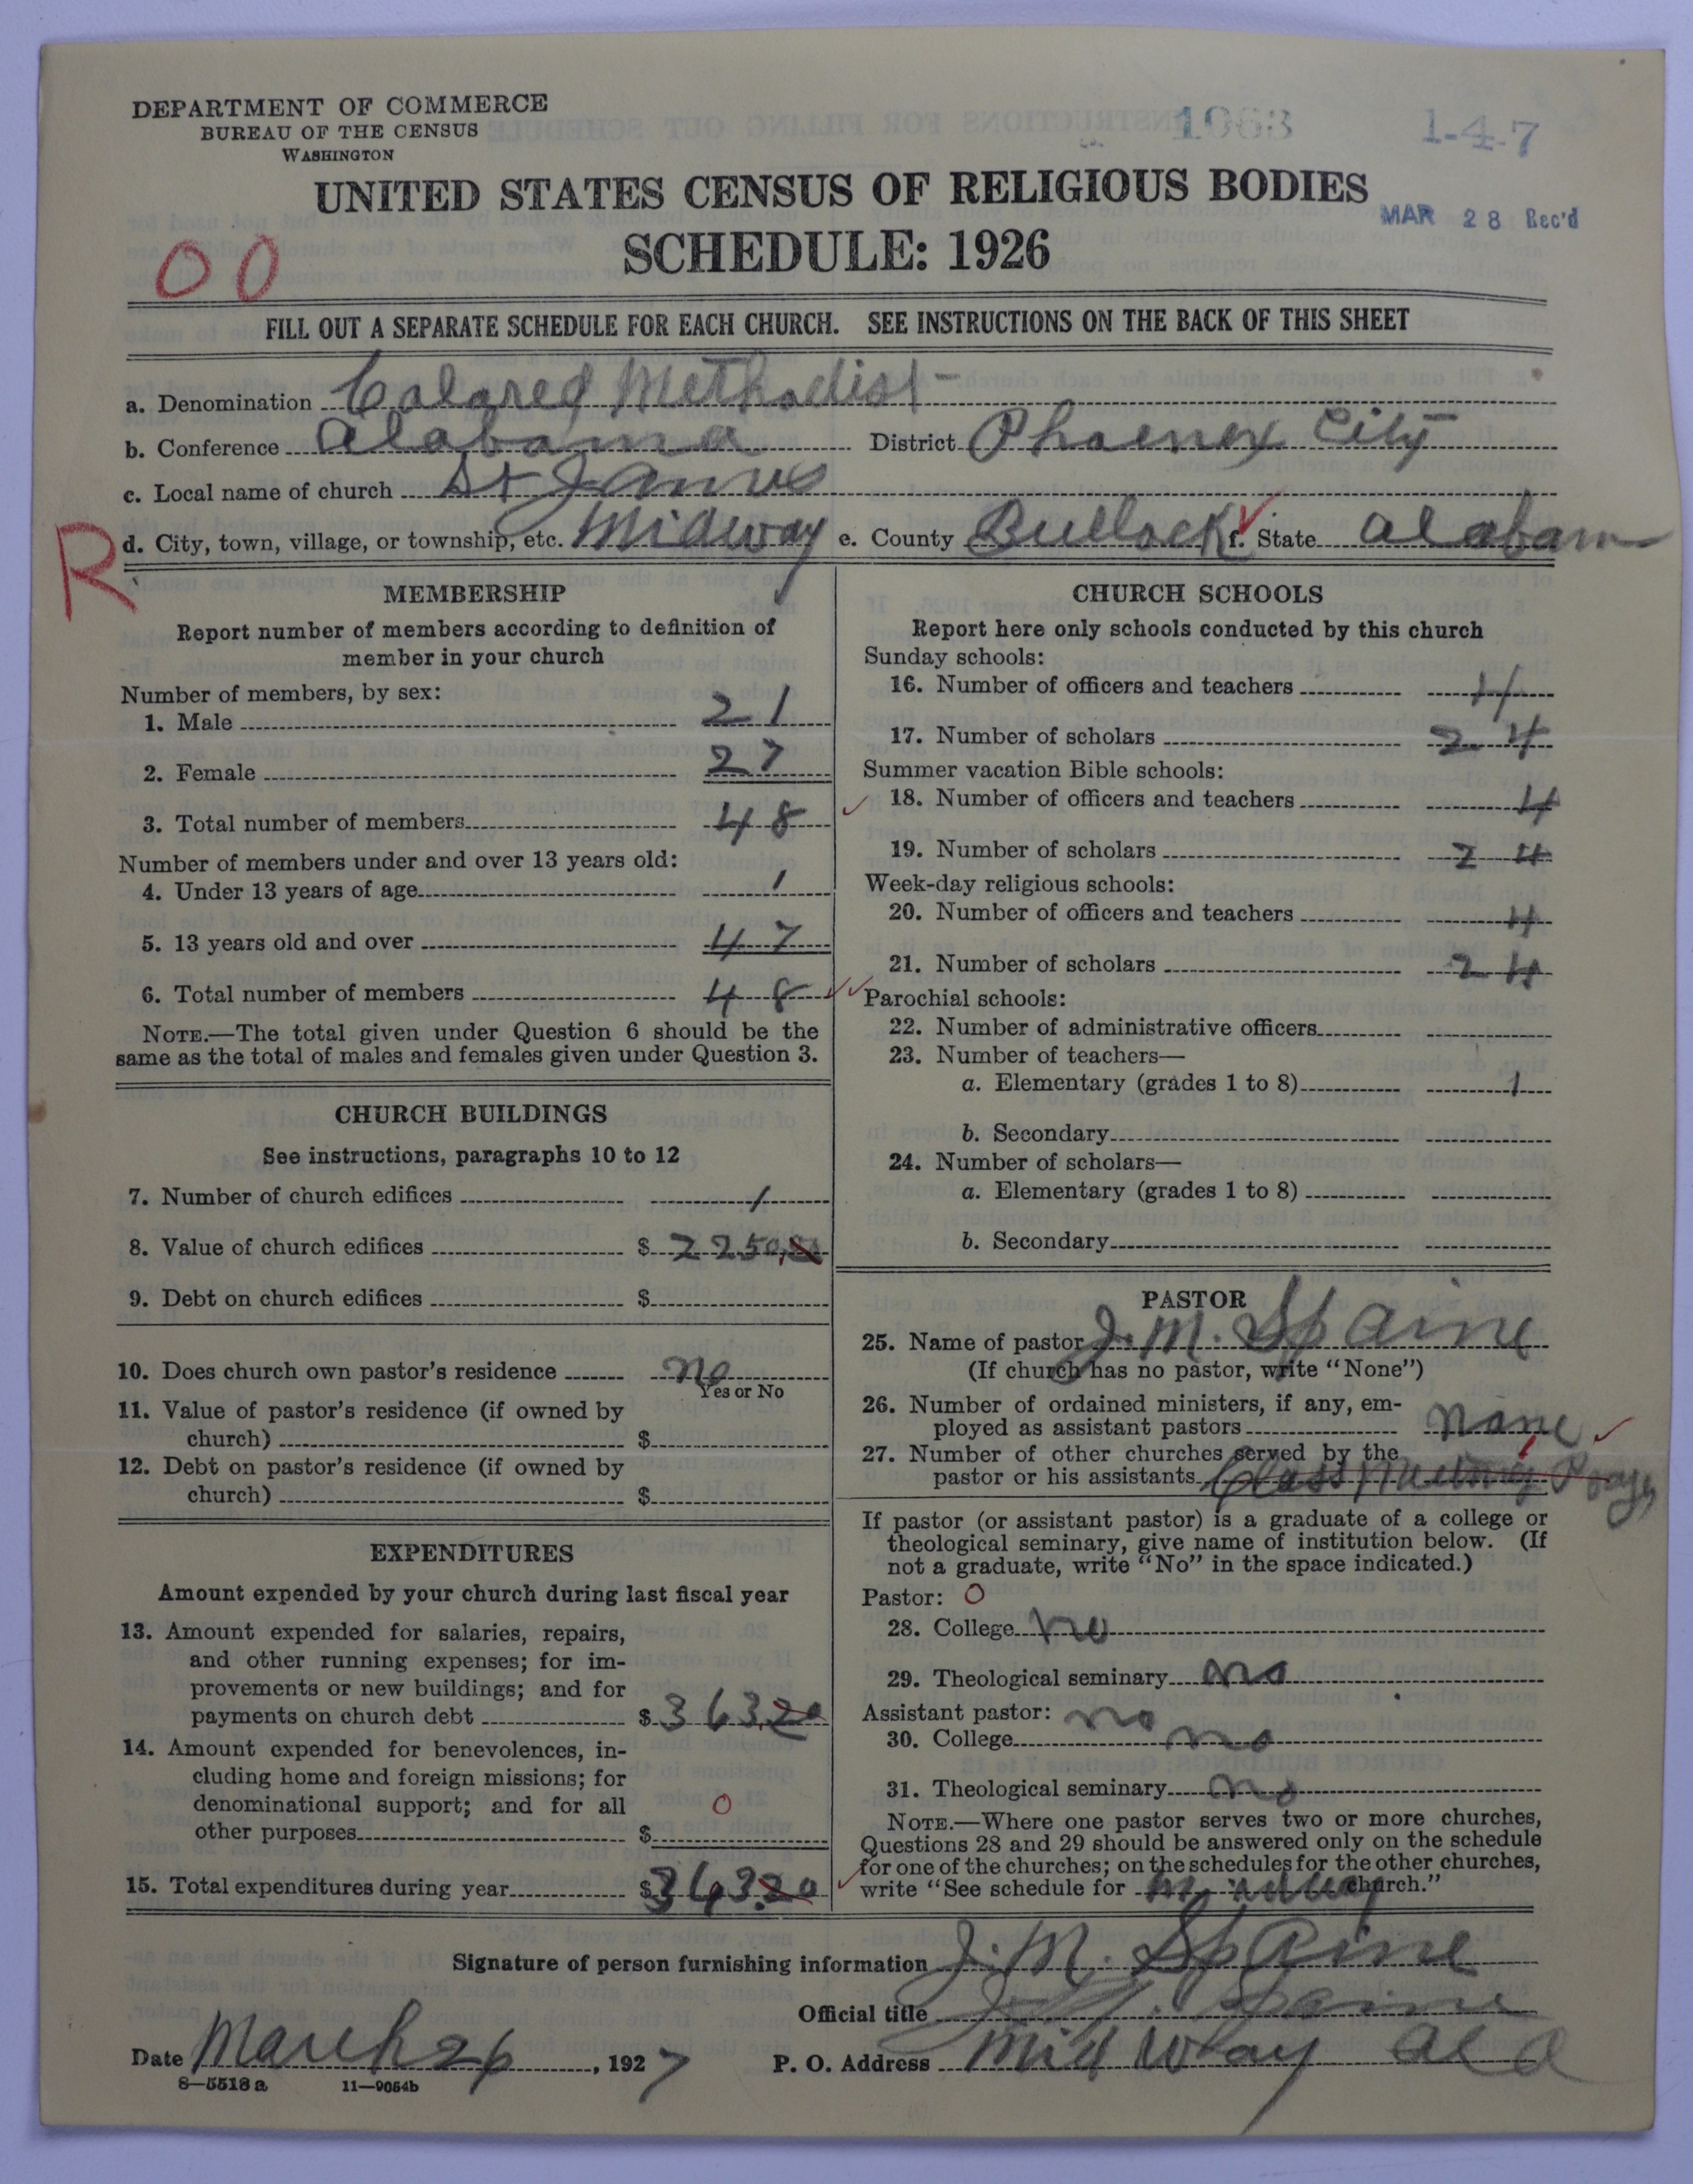 DEPARTMENT OF COMMERCE
BUREAU OF THE CENSUS
WASHINGTON
1-4-7
UNITED STATES CENSUS OF RELIGIOUS BODIES
MAR 28 Rec'd
SCHEDULE: 1926
00
FILL OUT A SEPARATE SCHEDULE FOR EACH CHURCH. SEE INSTRUCTIONS ON THE BACK OF THIS SHEET
a. Denomination Colored Methodist
b. Conference Alabama District Phoenex City
c. Local name of church St James
R
d. City, town, village, or township, etc. Midway e. County Bullock f. State Alabam
MEMBERSHIP
Report number of members according to definition of
member in your church
Number of members, by sex:
1. Male 21
2. Female 27
3. Total number of members 48
Number of members under and over 13 years old:
4. Under 13 years of age 1
5. 13 years old and over 47
6. Total number of members 48
NOTE.—The total given under Question 6 should be the
same as the total of males and females given under Question 3.
CHURCH BUILDINGS
See instructions, paragraphs 10 to 12
7. Number of church edifices 1
8. Value of church edifices $ 2250
9. Debt on church edifices $
10. Does church own pastor's residence no
Yes or No
11. Value of pastor's residence (if owned by
church) $
12. Debt on pastor's residence (if owned by
church) $
EXPENDITURES
Amount expended by your church during last fiscal year
13. Amount expended for salaries, repairs,
and other running expenses; for im-
provements or new buildings; and for
payments on church debt $ 363.20
14. Amount expended for benevolences, in-
cluding home and foreign missions; for
denominational support; and for all 0
other purposes $
15. Total expenditures during year $ 363.20
CHURCH SCHOOLS
Report here only schools conducted by this church
Sunday schools:
16. Number of officers and teachers 4
17. Number of scholars 24
Summer vacation Bible schools:
18. Number of officers and teachers 4
19. Number of scholars 24
Week-day religious schools:
20. Number of officers and teachers 4
21. Number of scholars 24
Parochial schools:
22. Number of administrative officers
23. Number of teachers—
a. Elementary (grades 1 to 8) 1
b. Secondary
24. Number of scholars—
a. Elementary (grades 1 to 8)
b. Secondary
PASTOR
25. Name of pastor J. M. Spaine
(If church has no pastor, write "None")
26. Number of ordained ministers, if any, em-
ployed as assistant pastors none
27. Number of other churches served by the
pastor or his assistants Class Meeting Prayer
If pastor (or assistant pastor) is a graduate of a college or
theological seminary, give name of institution below. (If
not a graduate, write "No" in the space indicated.)
Pastor: 0
28. College no
29. Theological seminary no
Assistant pastor: no
30. College no
31. Theological seminary no
NOTE.—Where one pastor serves two or more churches,
Questions 28 and 29 should be answered only on the schedule
for one of the churches; on the schedules for the other churches,
write "See schedule for Midway church."
Signature of person furnishing information J. M. Spaine
Official title J. M. Spaine
Date March 26, 1927 P. O. Address Mid Way Ala
8—5518a 11—9054b